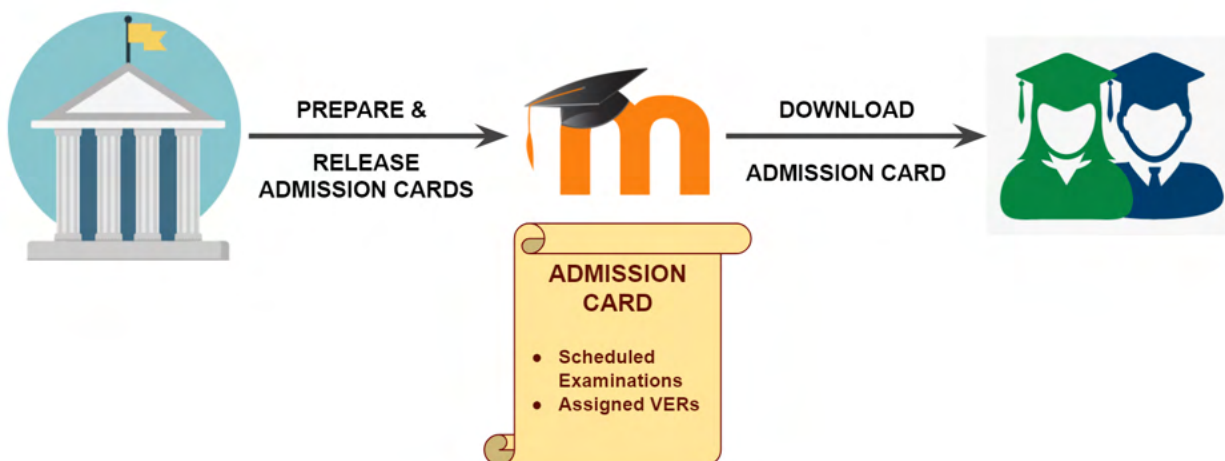 PREPARE &
RELEASE
ADMISSION CARDS
m
DOWNLOAD
ADMISSION CARD
ADMISSION
CARD
● Scheduled
Examinations
● Assigned VERs